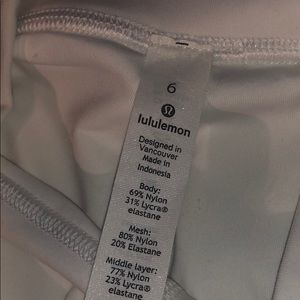 6
lululemon
Designed in
Vancouver
Made in
Indonesia
Body:
69% Nylon
31% Lycra®
elastane
Mesh:
80% Nylon
20% Elastane
Middle layer:
77% Nylon
23% Lycra®
elastane